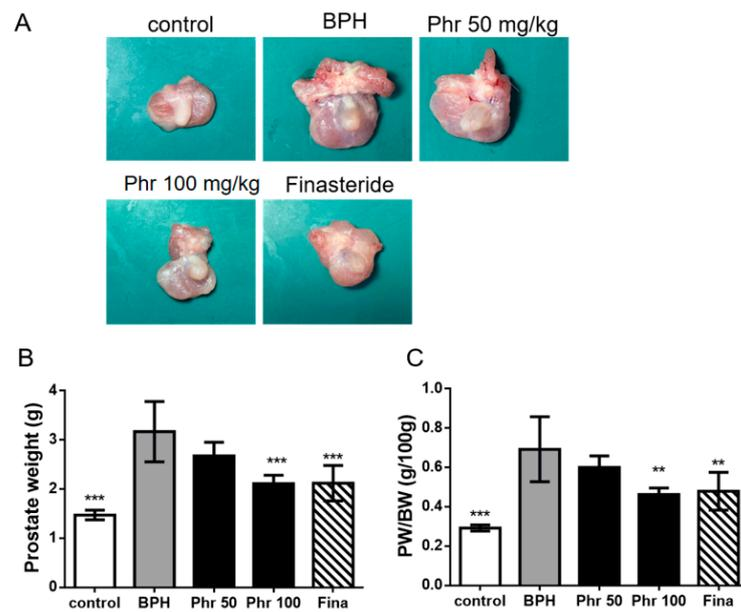 A
control
BPH
Phr 50 mg/kg
Phr 100 mg/kg
Finasteride
B
Prostate weight (g)
4
3
2
1
0
***
***
***
control BPH Phr 50 Phr 100 Fina
C
PW/BW (g/100g)
1.0
0.8
0.6
0.4
0.2
0.0
***
**
**
control BPH Phr 50 Phr 100 Fina